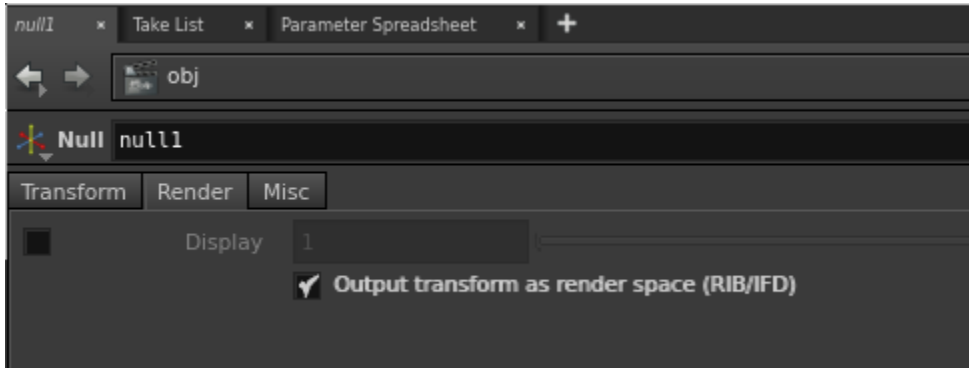 null1 × Take List × Parameter Spreadsheet × +
obj
Null null1
Transform Render Misc
Display 1
Output transform as render space (RIB/IFD)